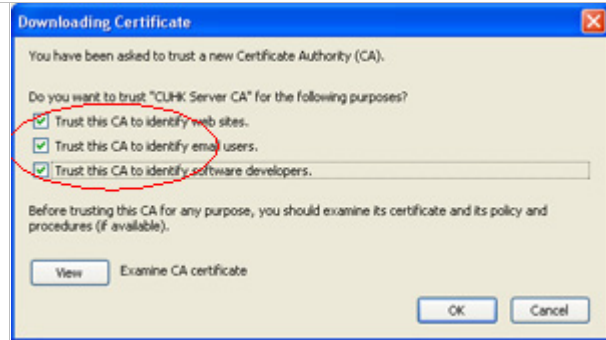 Downloading Certificate
You have been asked to trust a new Certificate Authority (CA).
Do you want to trust "CUHK Server CA" for the following purposes?
Trust this CA to identify web sites.
Trust this CA to identify email users.
Trust this CA to identify software developers.
Before trusting this CA for any purpose, you should examine its certificate and its policy and
procedures (if available).
View Examine CA certificate
OK Cancel